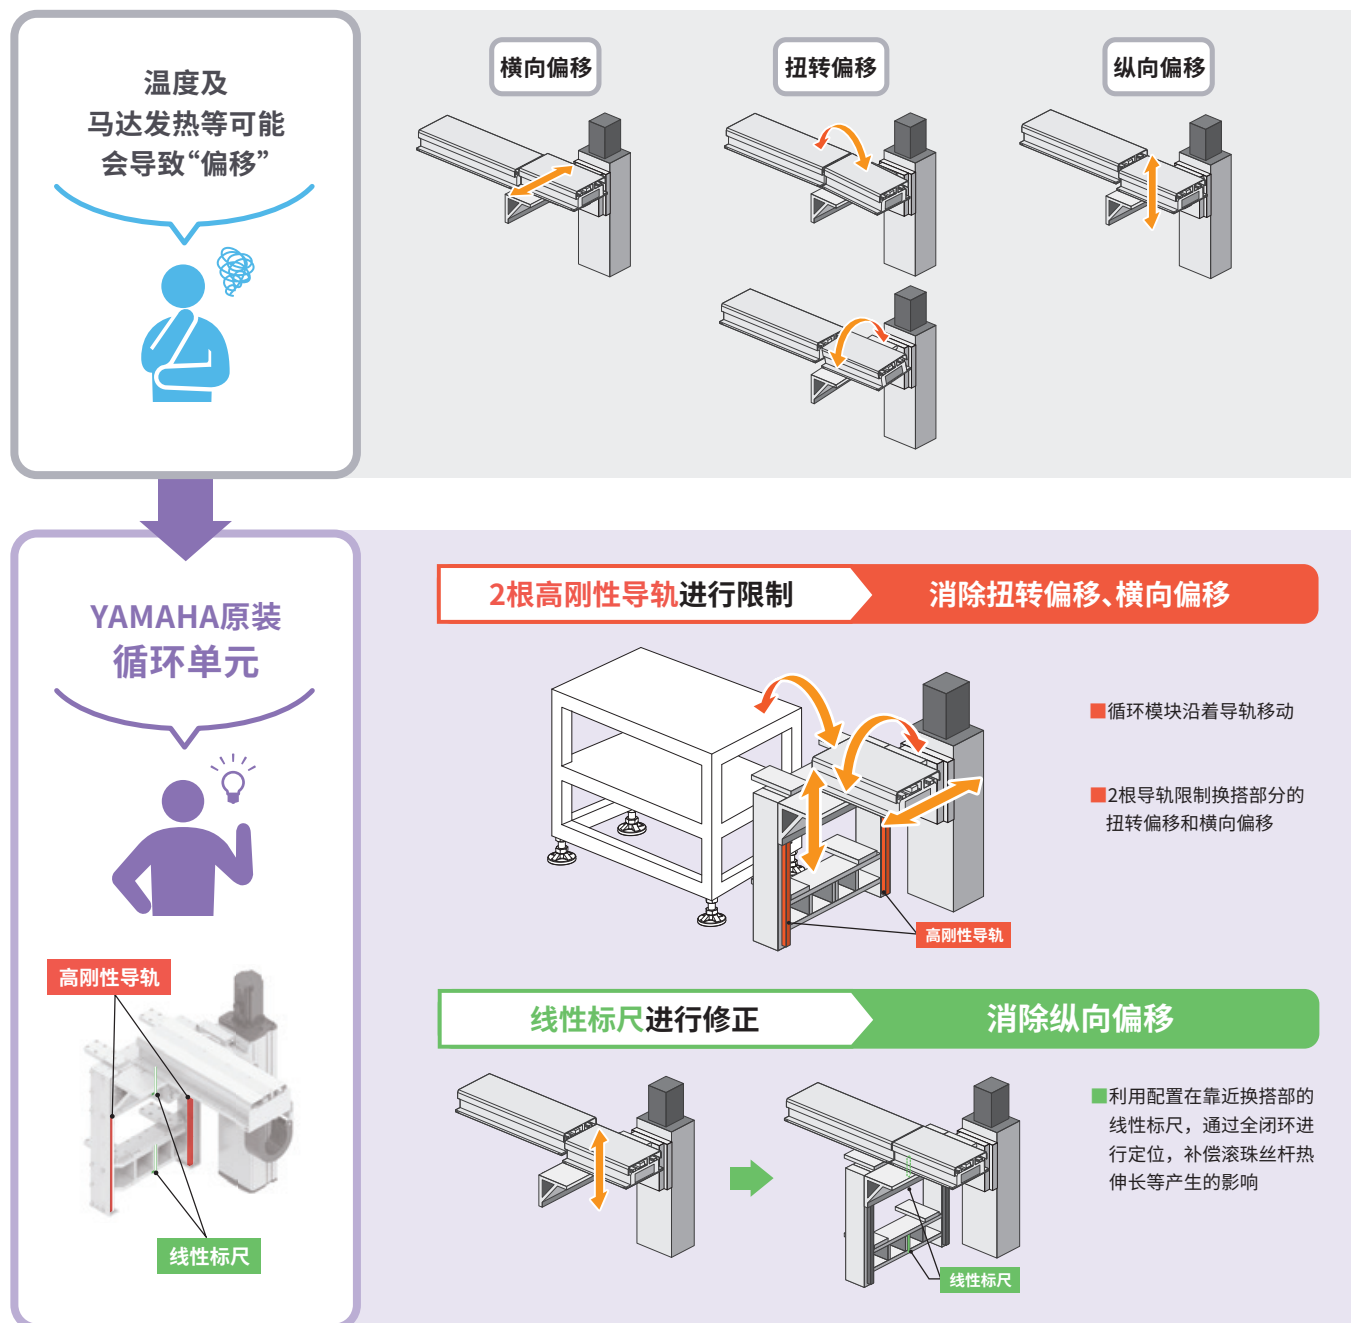 温度及
马达发热等可能
会导致“偏移”
横向偏移
扭转偏移
纵向偏移
YAMAHA原装
循环单元
高刚性导轨
线性标尺
2根高刚性导轨进行限制
消除扭转偏移、横向偏移
■循环模块沿着导轨移动
■2根导轨限制换搭部分的
扭转偏移和横向偏移
高刚性导轨
线性标尺进行修正
消除纵向偏移
■利用配置在靠近换搭部的
线性标尺，通过全闭环进
行定位，补偿滚珠丝杆热
伸长等产生的影响
线性标尺